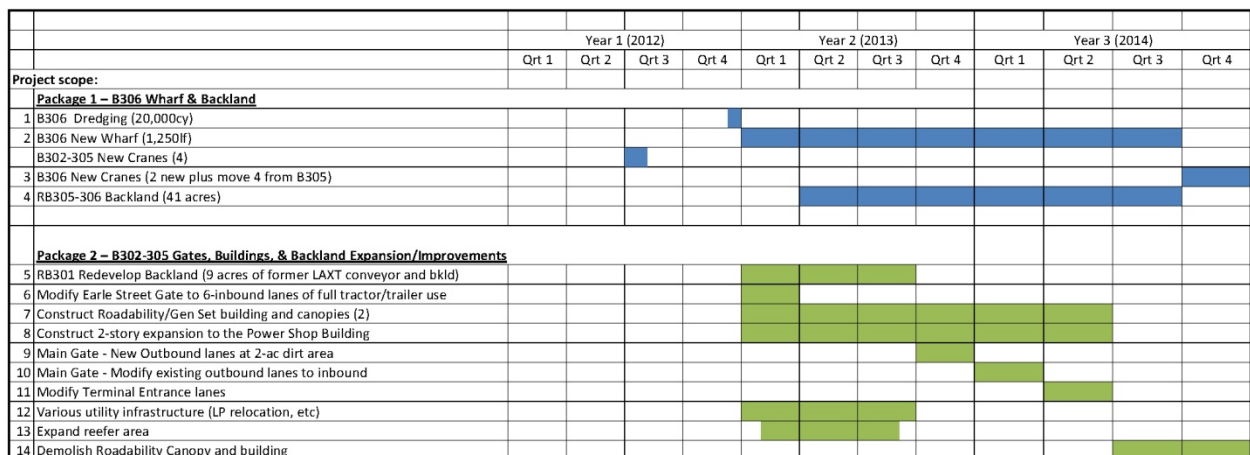 Year 1 (2012) Year 2 (2013) Year 3 (2014)
Qrt 1 Qrt 2 Qrt 3 Qrt 4 Qrt 1 Qrt 2 Qrt 3 Qrt 4 Qrt 1 Qrt 2 Qrt 3 Qrt 4
Project scope:
Package 1 – B306 Wharf & Backland
1 B306 Dredging (20,000cy)
2 B306 New Wharf (1,250lf)
B302-305 New Cranes (4)
3 B306 New Cranes (2 new plus move 4 from B305)
4 RB305-306 Backland (41 acres)
Package 2 – B302-305 Gates, Buildings, & Backland Expansion/Improvements
5 RB301 Redevelop Backland (9 acres of former LAXT conveyor and bkld)
6 Modify Earle Street Gate to 6-inbound lanes of full tractor/trailer use
7 Construct Roadability/Gen Set building and canopies (2)
8 Construct 2-story expansion to the Power Shop Building
9 Main Gate - New Outbound lanes at 2-ac dirt area
10 Main Gate - Modify existing outbound lanes to inbound
11 Modify Terminal Entrance lanes
12 Various utility infrastructure (LP relocation, etc)
13 Expand reefer area
14 Demolish Roadability Canopy and building